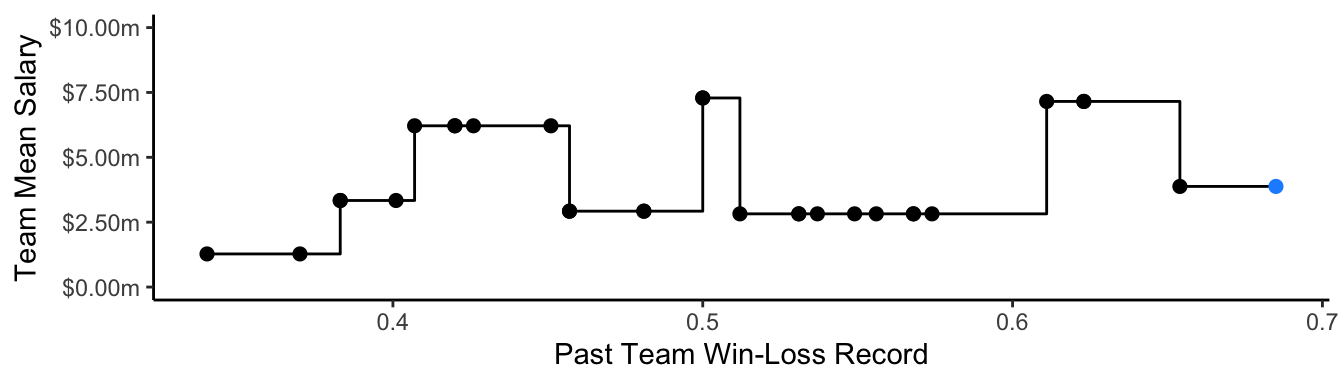 Team Mean Salary
$10.00m
$7.50m
$5.00m
$2.50m
$0.00m
0.4 0.5 0.6 0.7
Past Team Win-Loss Record